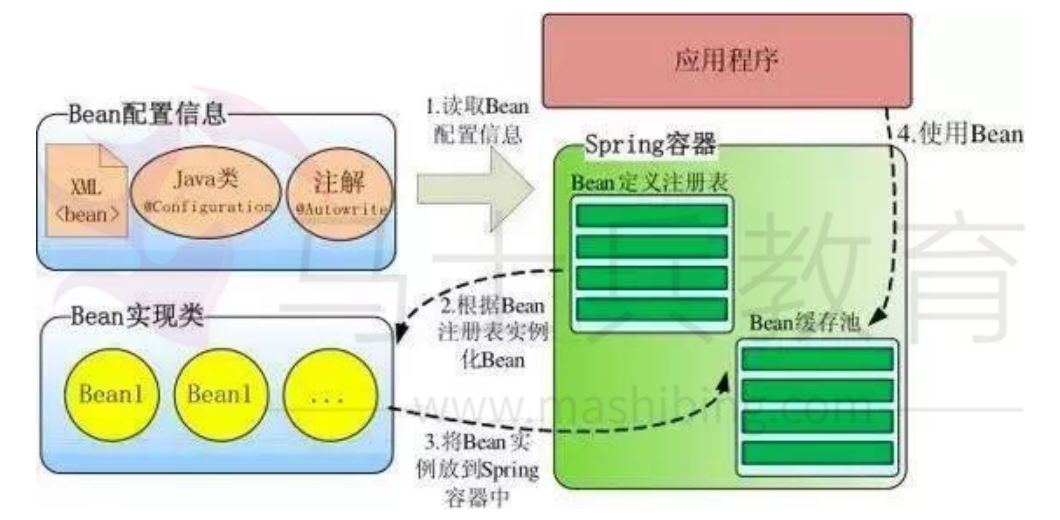 应用程序
Bean配置信息
XML
<bean>
Java类
@Configuration
注解
@Autowrite
1.读取Bean
配置信息
Spring容器
4.使用Bean
Bean定义注册表
Bean实现类
Bean1
Bean1
...
2.根据Bean
注册表实例
化Bean
Bean缓存池
3.将Bean实
例放到Spring
容器中
马士兵教育
www.mashibing.com